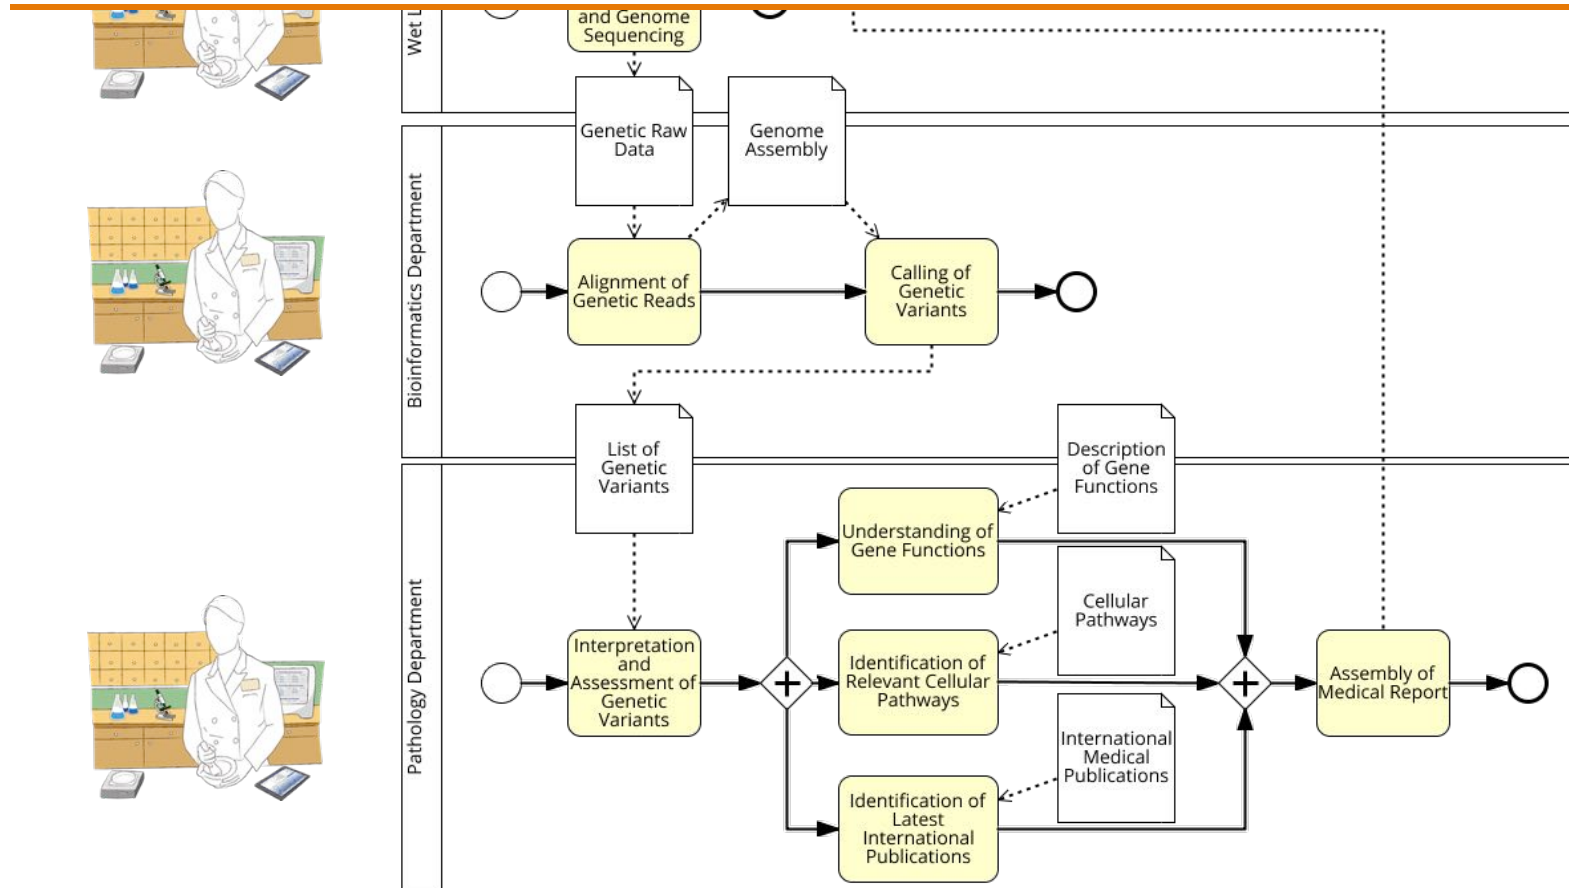 Wet L
and Genome
Sequencing
Genetic Raw
Data
Genome
Assembly
Bioinformatics Department
Alignment of
Genetic Reads
Calling of
Genetic
Variants
List of
Genetic
Variants
Description
of Gene
Functions
Pathology Department
Understanding of
Gene Functions
Cellular
Pathways
Interpretation
and
Assessment of
Genetic
Variants
Identification of
Relevant Cellular
Pathways
Assembly of
Medical Report
International
Medical
Publications
Identification of
Latest
International
Publications